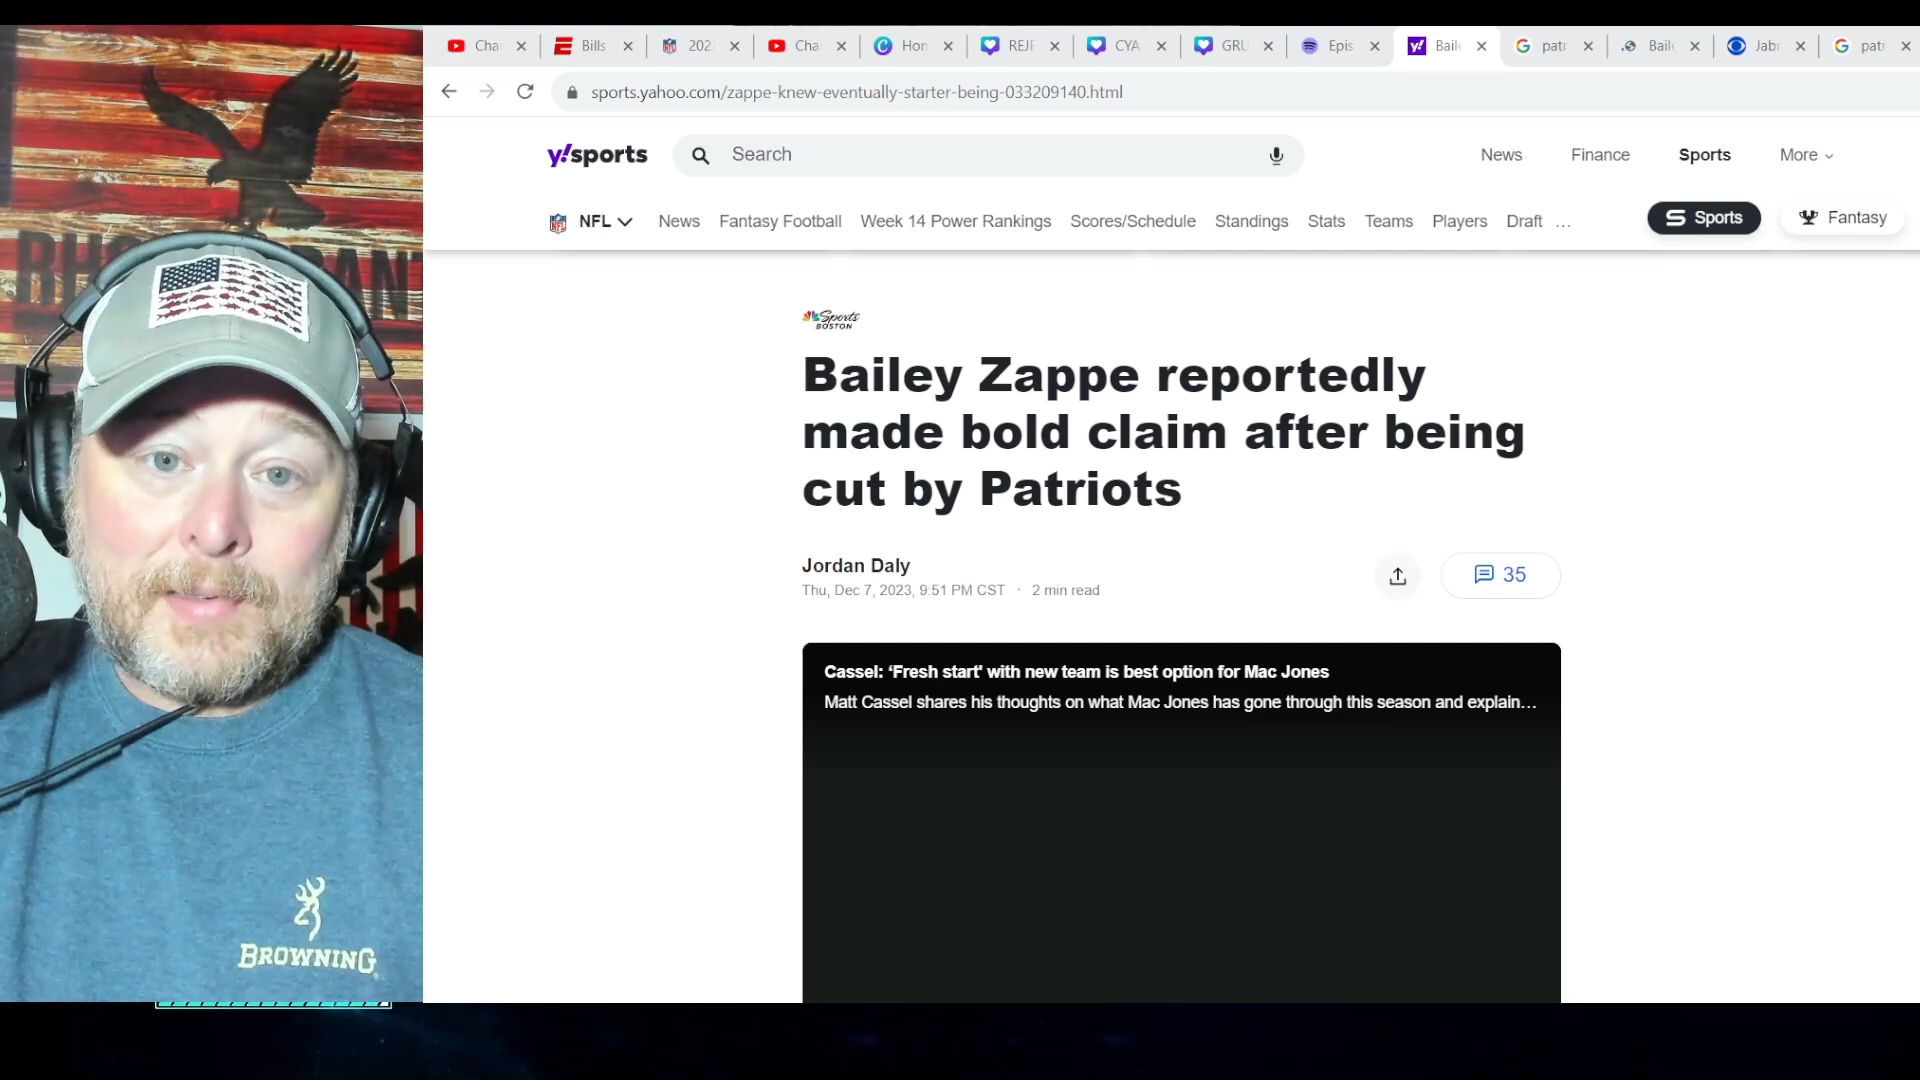 Cha
Bills
202
Cha
Hon
REJE
CYA
GRU
Epis
Baile
patr
Baile
Jabr
patr
sports.yahoo.com/zappe-knew-eventually-starter-being-033209140.html
y!sports
Search
News
Finance
Sports
More
NFL
News
Fantasy Football
Week 14 Power Rankings
Scores/Schedule
Standings
Stats
Teams
Players
Draft
...
Sports
Fantasy
Sports
BOSTON
Bailey Zappe reportedly
made bold claim after being
cut by Patriots
Jordan Daly
Thu, Dec 7, 2023, 9:51 PM CST · 2 min read
35
Cassel: ‘Fresh start’ with new team is best option for Mac Jones
Matt Cassel shares his thoughts on what Mac Jones has gone through this season and explain...
BROWNING